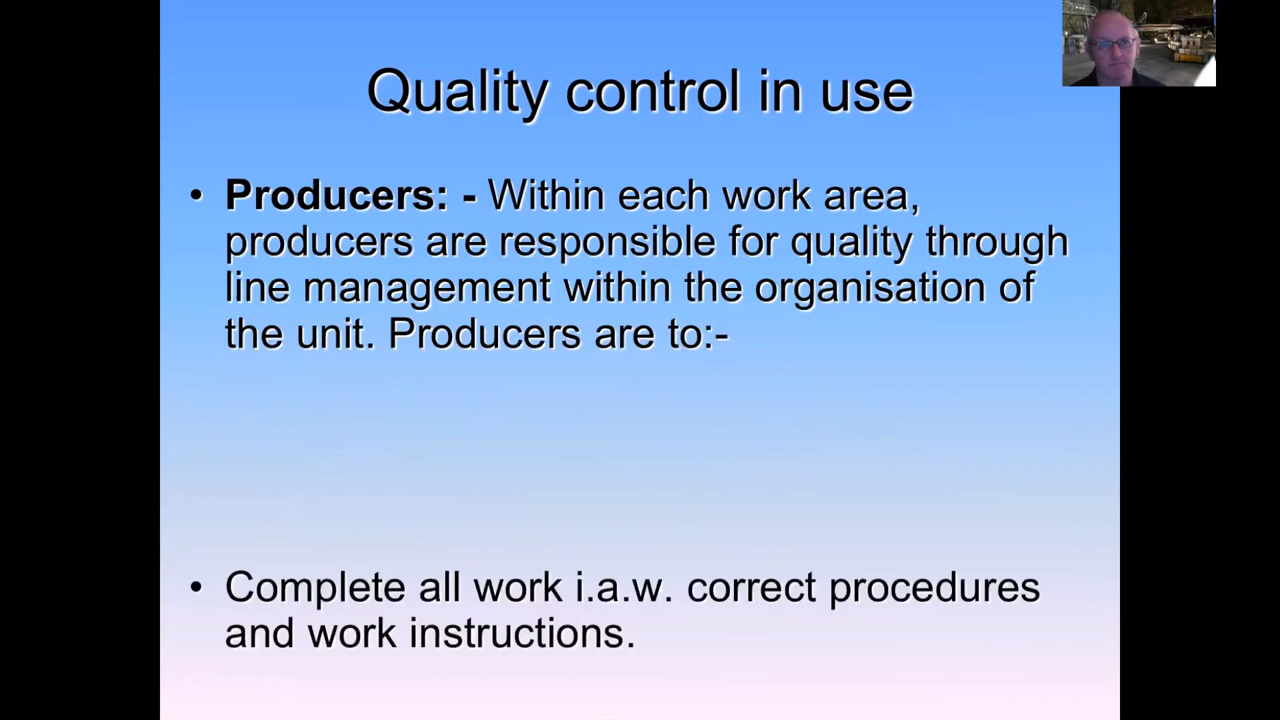 Quality control in use
• Producers: - Within each work area,
producers are responsible for quality through
line management within the organisation of
the unit. Producers are to:-
• Complete all work i.a.w. correct procedures
and work instructions.